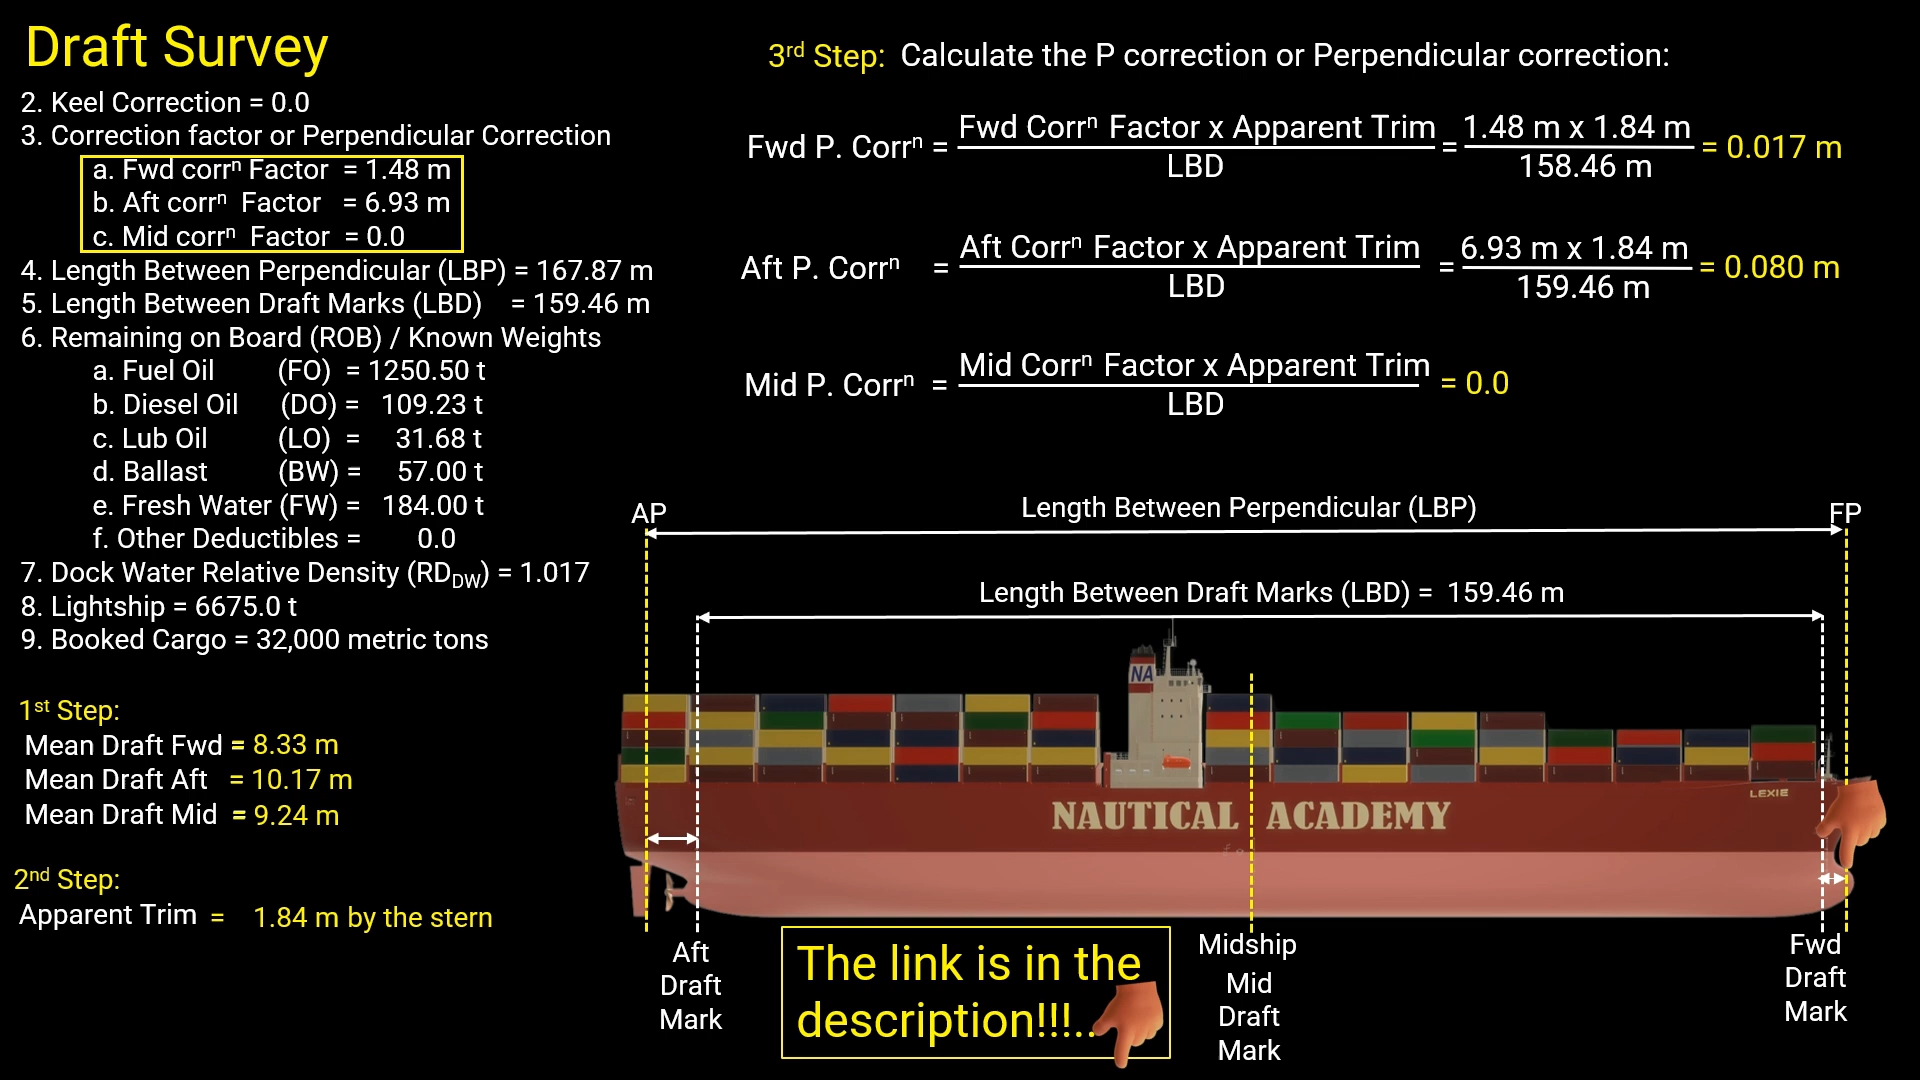 Draft Survey
2. Keel Correction = 0.0
3. Correction factor or Perpendicular Correction
a. Fwd corrⁿ Factor = 1.48 m
b. Aft corrⁿ Factor = 6.93 m
c. Mid corrⁿ Factor = 0.0
4. Length Between Perpendicular (LBP) = 167.87 m
5. Length Between Draft Marks (LBD) = 159.46 m
6. Remaining on Board (ROB) / Known Weights
a. Fuel Oil (FO) = 1250.50 t
b. Diesel Oil (DO) = 109.23 t
c. Lub Oil (LO) = 31.68 t
d. Ballast (BW) = 57.00 t
e. Fresh Water (FW) = 184.00 t
f. Other Deductibles = 0.0
7. Dock Water Relative Density (RD_DW) = 1.017
8. Lightship = 6675.0 t
9. Booked Cargo = 32,000 metric tons
1st Step:
Mean Draft Fwd = 8.33 m
Mean Draft Aft = 10.17 m
Mean Draft Mid = 9.24 m
2nd Step:
Apparent Trim = 1.84 m by the stern
3rd Step: Calculate the P correction or Perpendicular correction:
Fwd P. Corrⁿ = Fwd Corrⁿ Factor x Apparent Trim / LBD = 1.48 m x 1.84 m / 158.46 m = 0.017 m
Aft P. Corrⁿ = Aft Corrⁿ Factor x Apparent Trim / LBD = 6.93 m x 1.84 m / 159.46 m = 0.080 m
Mid P. Corrⁿ = Mid Corrⁿ Factor x Apparent Trim / LBD = 0.0
AP
Length Between Perpendicular (LBP)
FP
Length Between Draft Marks (LBD) = 159.46 m
NA
LEXIE
NAUTICAL ACADEMY
Aft
Draft
Mark
The link is in the
description!!!..
Midship
Mid
Draft
Mark
Fwd
Draft
Mark